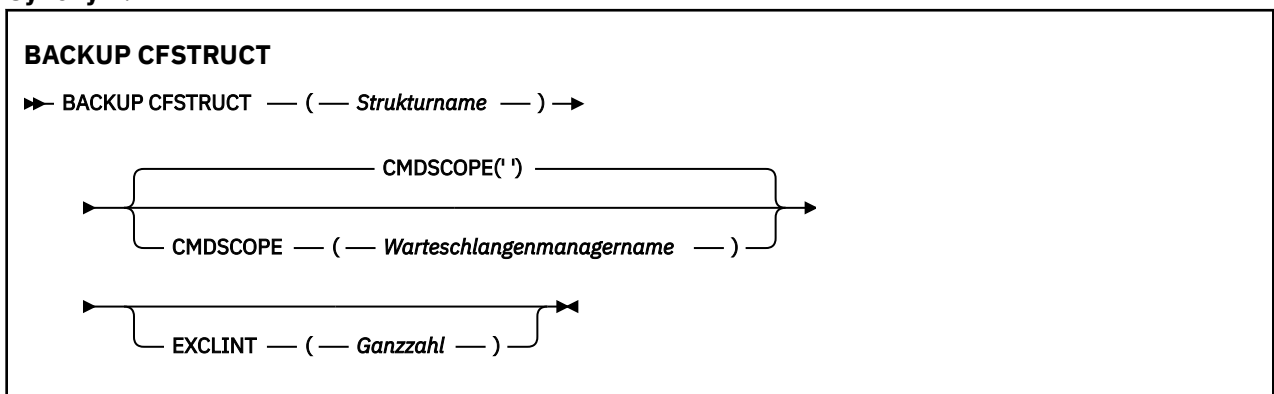 BACKUP CFSTRUCT
BACKUP CFSTRUCT ( Strukturname )
CMDSCOPE(' ')
CMDSCOPE ( Warteschlangenmanagername )
EXCLINT ( Ganzzahl )